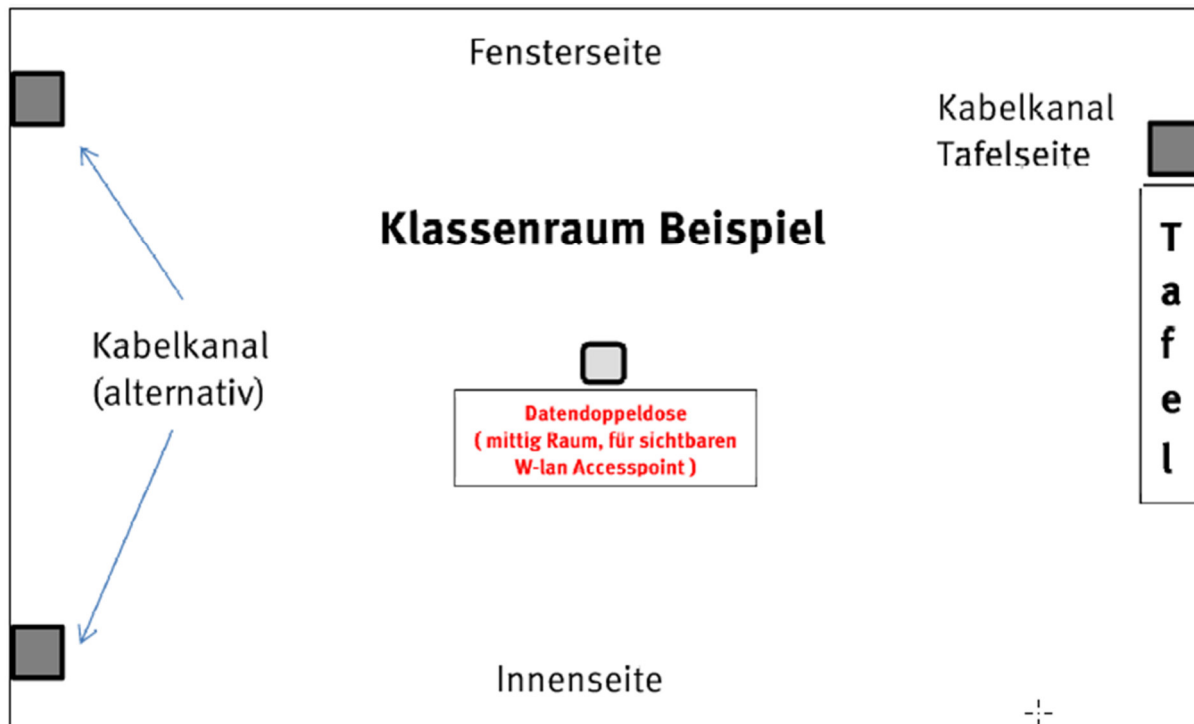 Fensterseite
Kabelkanal
Tafelseite
Klassenraum Beispiel
T
a
f
e
l
Kabelkanal
(alternativ)
Datendoppeldose
( mittig Raum, für sichtbaren
W-lan Accesspoint )
Innenseite